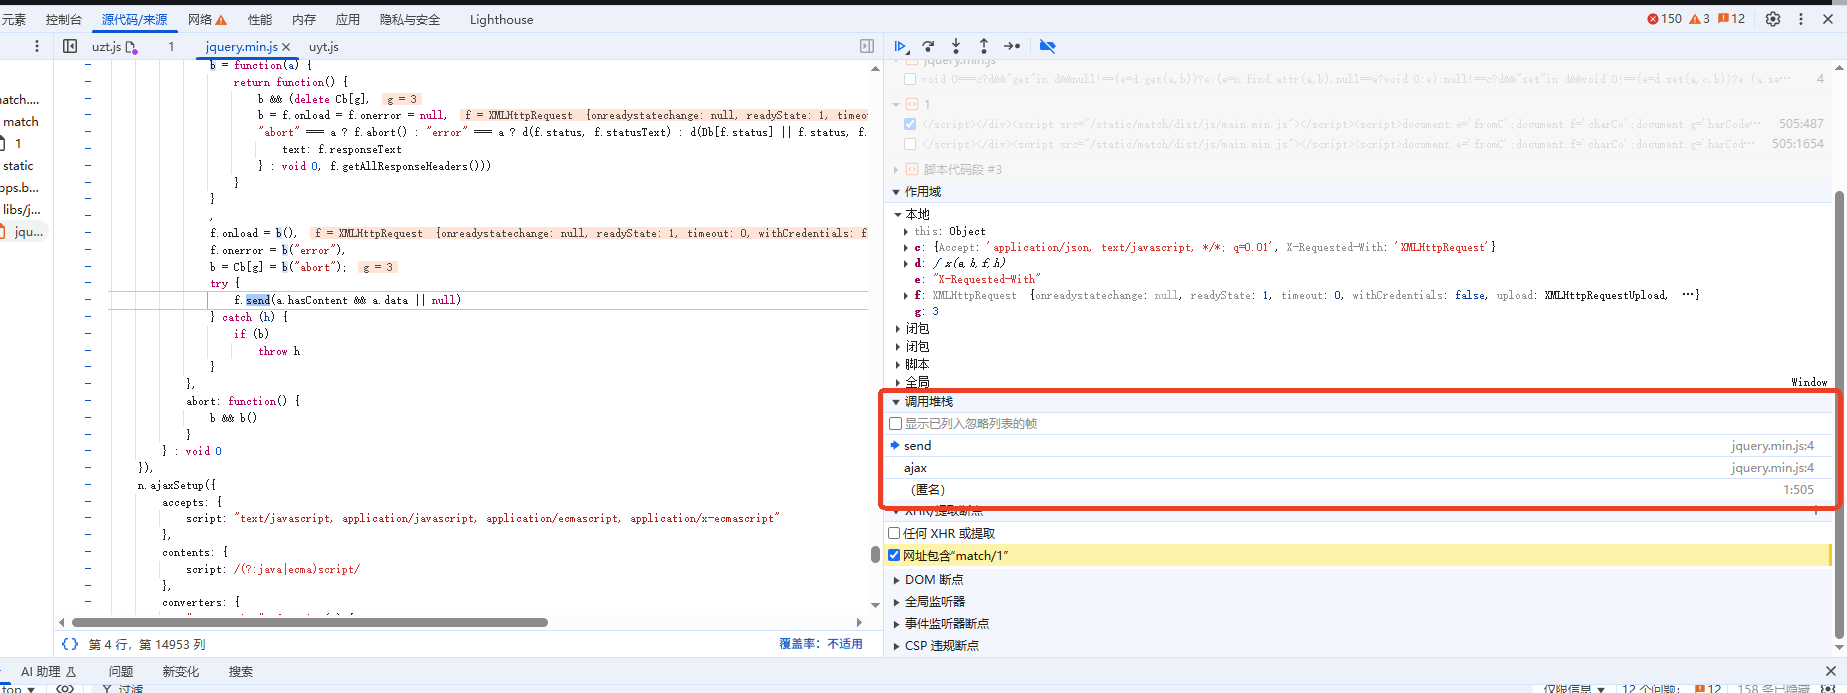 元素 控制台 源代码/来源 网络 性能 内存 应用 隐私与安全 Lighthouse 150 3 12
uzt.js 1 jquery.min.js × uyt.js
atch....
match
1
static
ops.b...
libs/j...
jqu...
b = function(a) {
return function() {
b && (delete Cb[g], g = 3
b = f.onload = f.onerror = null, f = XMLHttpRequest {onreadystatechange: null, readyState: 1, timeou
"abort" === a ? f.abort() : "error" === a ? d(f.status, f.statusText) : d(Db[f.status] || f.status, f.
text: f.responseText
} : void 0, f.getAllResponseHeaders()))
}
}
,
f.onload = b(), f = XMLHttpRequest {onreadystatechange: null, readyState: 1, timeout: 0, withCredentials: f
f.onerror = b("error"),
b = Cb[g] = b("abort"); g = 3
try {
f.send(a.hasContent && a.data || null)
} catch (h) {
if (b)
throw h
}
},
abort: function() {
b && b()
}
} : void 0
}),
n.ajaxSetup({
accepts: {
script: "text/javascript, application/javascript, application/ecmascript, application/x-ecmascript"
},
contents: {
script: /(?:java|ecma)script/
},
converters: {
{} 第 4 行，第 14953 列 覆盖率：不适用
jquery.min.js
void 0===c?d&&"get"in d&&null!==(e=d.get(a,b))?e:(e=n.find.attr(a,b),null==e?void 0:e):null!==c?d&&"set"in d&&void 0!==(e=d.set(a,c,b))?e:(a.se… 4
1
</script></div><script src="/static/match/dist/js/main.min.js"></script><script>document.e='fromC';document.f='charCo';document.g='harCode… 505:487
</script></div><script src="/static/match/dist/js/main.min.js"></script><script>document.e='fromC';document.f='charCo';document.g='harCod… 505:1654
脚本代码段 #3
作用域
本地
this: Object
c: {Accept: 'application/json, text/javascript, */*; q=0.01', X-Requested-With: 'XMLHttpRequest'}
d: ƒ x(a,b,f,h)
e: "X-Requested-With"
f: XMLHttpRequest {onreadystatechange: null, readyState: 1, timeout: 0, withCredentials: false, upload: XMLHttpRequestUpload, …}
g: 3
闭包
闭包
脚本
全局 Window
调用堆栈
显示已列入忽略列表的帧
send jquery.min.js:4
ajax jquery.min.js:4
（匿名） 1:505
XHR/提取断点
任何 XHR 或提取
网址包含"match/1"
DOM 断点
全局监听器
事件监听器断点
CSP 违规断点
AI 助理 问题 新变化 搜索
top 过滤 仅限信息 12 个问题: 12 158 条已隐藏